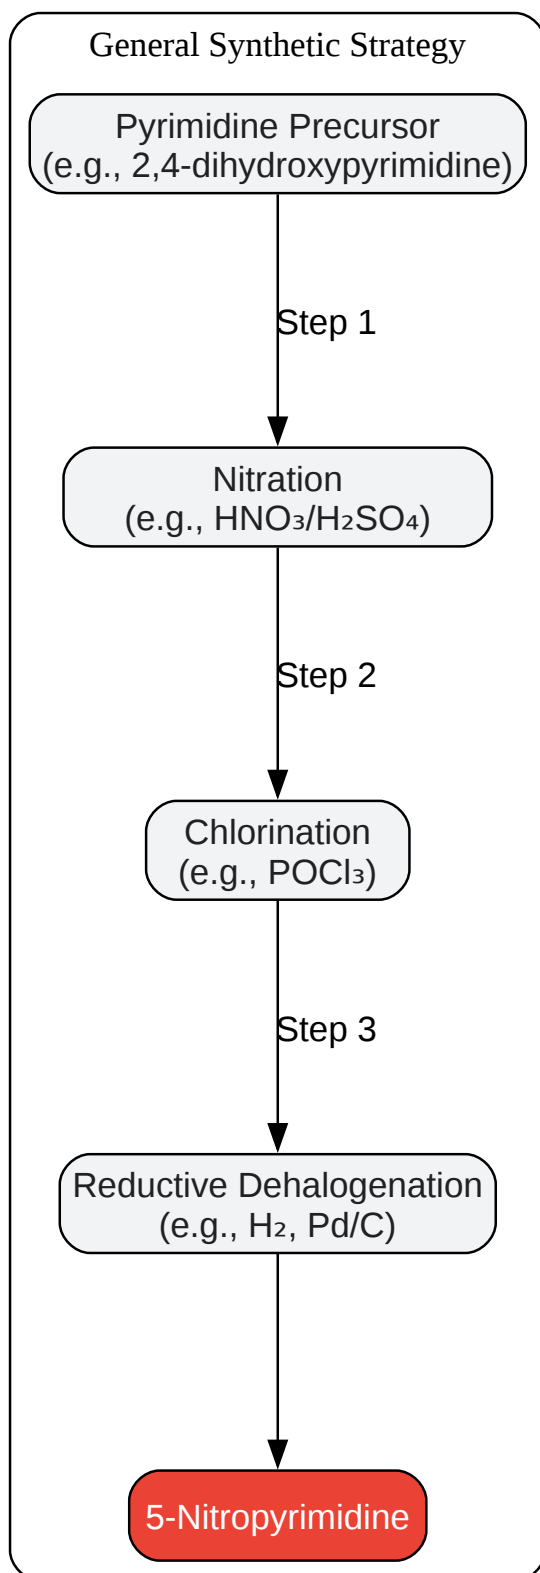 General Synthetic Strategy
Pyrimidine Precursor
(e.g., 2,4-dihydroxypyrimidine)
Step 1
Nitration
(e.g., HNO₃/H₂SO₄)
Step 2
Chlorination
(e.g., POCl₃)
Step 3
Reductive Dehalogenation
(e.g., H₂, Pd/C)
5-Nitropyrimidine